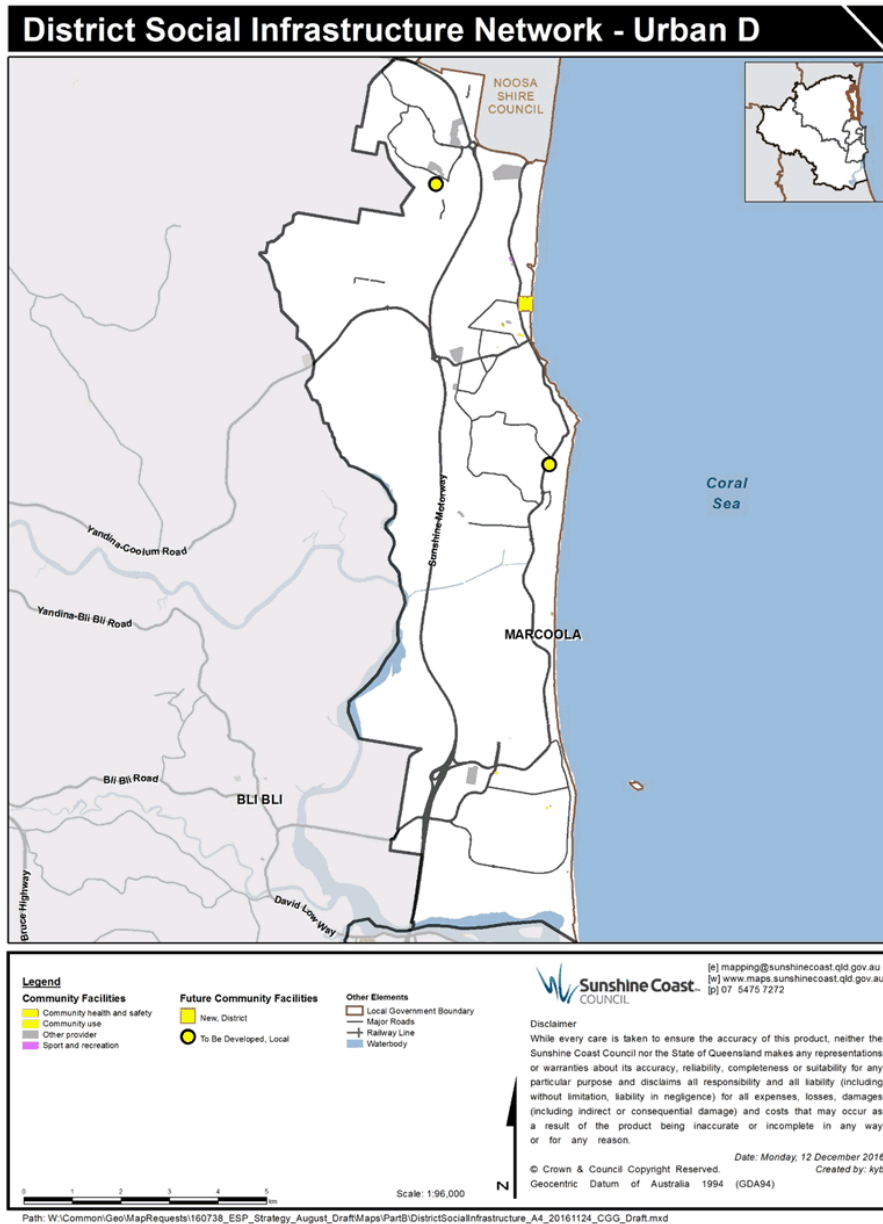 District Social Infrastructure Network - Urban D
NOOSA
SHIRE
COUNCIL
Coral
Sea
Sunshine Motorway
Yandina-Coolum Road
Yandina-Bli Bli Road
MARCOOLA
Bli Bli Road
BLI BLI
Bruce Highway
David Low Way
Legend
Community Facilities
Community health and safety
Community use
Other provider
Sport and recreation
Future Community Facilities
New, District
To Be Developed, Local
Other Elements
Local Government Boundary
Major Roads
Railway Line
Waterbody
0 1 2 3 4 5
km
Scale: 1:96,000
N
Sunshine Coast
COUNCIL
[e] mapping@sunshinecoast.qld.gov.au
[w] www.maps.sunshinecoast.qld.gov.au
[p] 07 5475 7272
Disclaimer
While every care is taken to ensure the accuracy of this product, neither the
Sunshine Coast Council nor the State of Queensland makes any representations
or warranties about its accuracy, reliability, completeness or suitability for any
particular purpose and disclaims all responsibility and all liability (including
without limitation, liability in negligence) for all expenses, losses, damages
(including indirect or consequential damage) and costs that may occur as
a result of the product being inaccurate or incomplete in any way
or for any reason.
Date: Monday, 12 December 2016
© Crown & Council Copyright Reserved.
Created by: kyb
Geocentric Datum of Australia 1994 (GDA94)
Path: W:\Common\Geo\MapRequests\160738_ESP_Strategy_August_Draft\Maps\PartB\DistrictSocialInfrastructure_A4_20161124_CGG_Draft.mxd